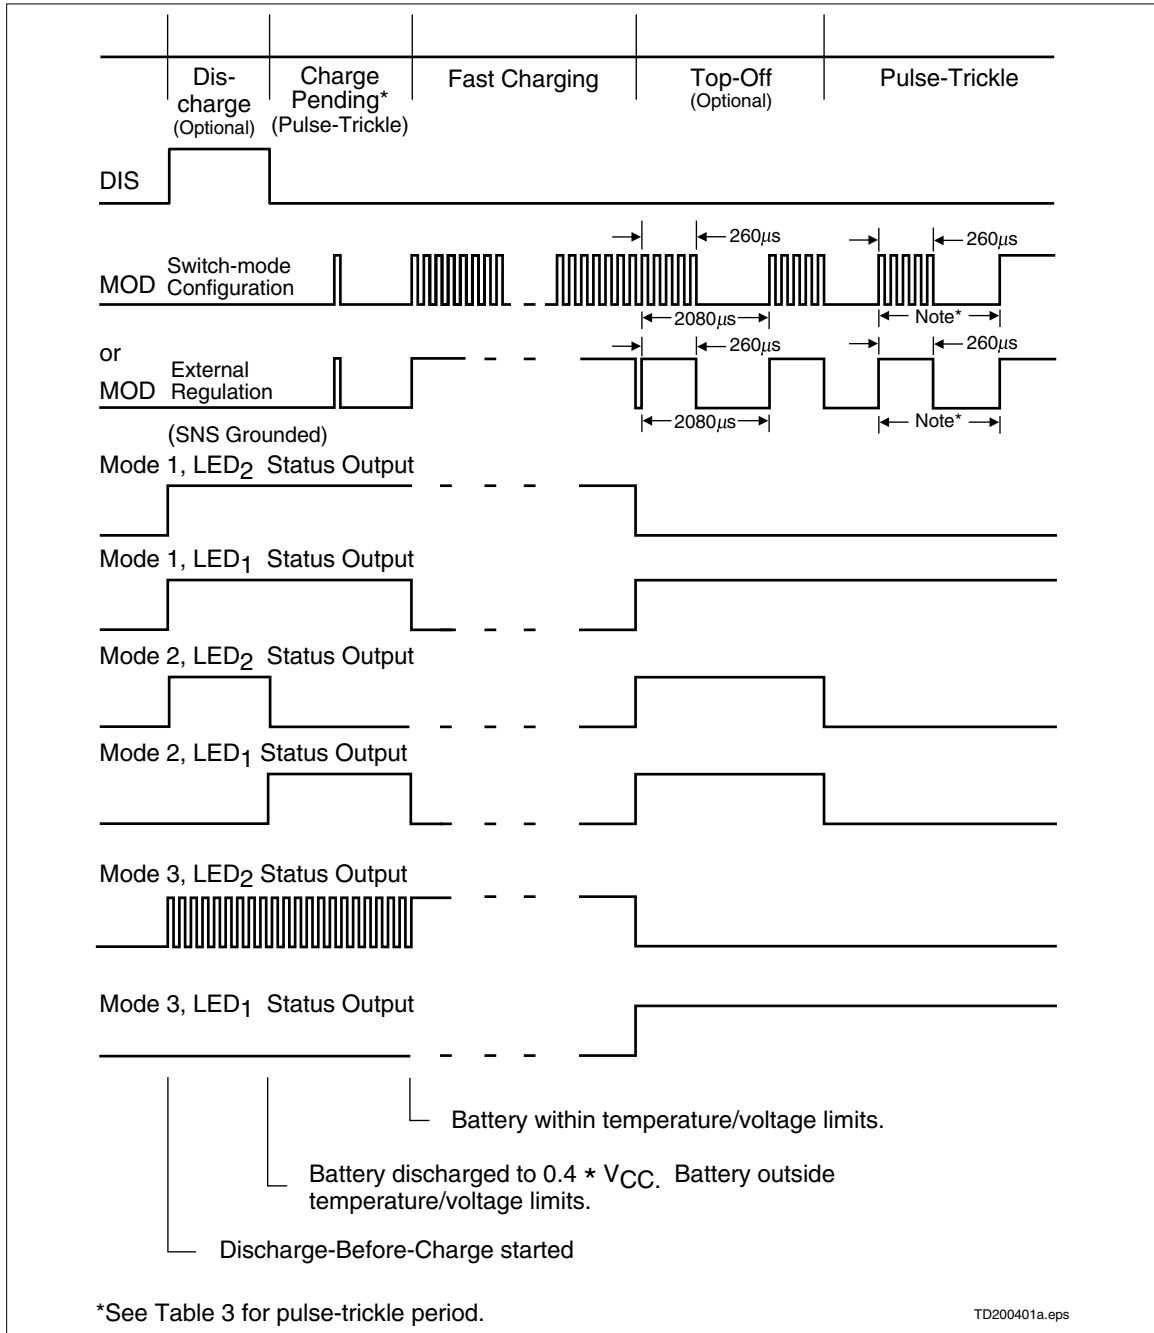 Dis-
charge
(Optional)
Charge
Pending*
(Pulse-Trickle)
Fast Charging
Top-Off
(Optional)
Pulse-Trickle
DIS
260µs
260µs
MOD Switch-mode
Configuration
2080µs
Note*
or
260µs
260µs
MOD External
Regulation
2080µs
Note*
(SNS Grounded)
Mode 1, LED2 Status Output
Mode 1, LED1 Status Output
Mode 2, LED2 Status Output
Mode 2, LED1 Status Output
Mode 3, LED2 Status Output
Mode 3, LED1 Status Output
Battery within temperature/voltage limits.
Battery discharged to 0.4 * VCC. Battery outside
temperature/voltage limits.
Discharge-Before-Charge started
*See Table 3 for pulse-trickle period.
TD200401a.eps